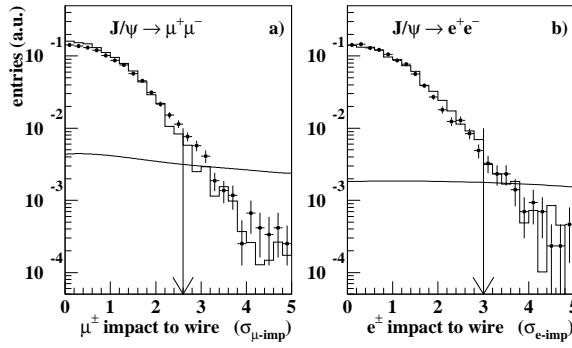 J/ψ → μ⁺μ⁻ a)
J/ψ → e⁺e⁻ b)
entries (a.u.)
10⁻¹
10⁻²
10⁻³
10⁻⁴
10⁻¹
10⁻²
10⁻³
10⁻⁴
0 1 2 3 4 5
0 1 2 3 4 5
μ± impact to wire (σμ-imp)
e± impact to wire (σe-imp)